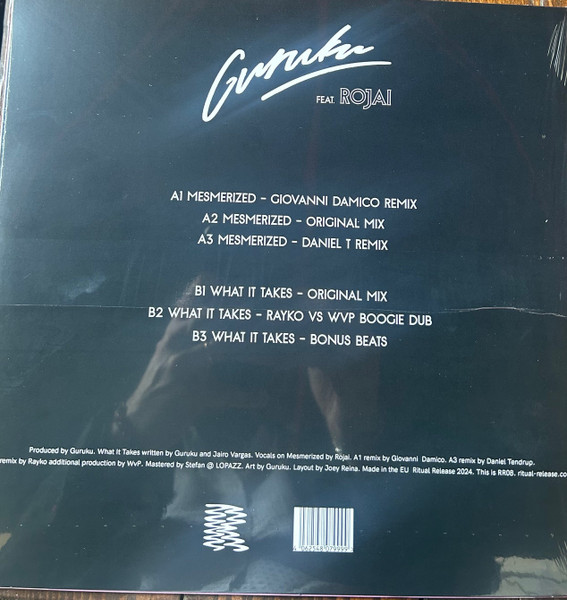 Guruku
FEAT. ROJAI
A1 MESMERIZED – GIOVANNI DAMICO REMIX
A2 MESMERIZED – ORIGINAL MIX
A3 MESMERIZED – DANIEL T REMIX
B1 WHAT IT TAKES – ORIGINAL MIX
B2 WHAT IT TAKES – RAYKO VS WVP BOOGIE DUB
B3 WHAT IT TAKES – BONUS BEATS
Produced by Guruku. What It Takes written by Guruku and Jairo Vargas. Vocals on Mesmerized by Rojai. A1 remix by Giovanni Damico. A3 remix by Daniel Tendrup.
remix by Rayko additional production by WvP. Mastered by Stefan @ LOPAZZ. Art by Guruku. Layout by Joey Reina. Made in the EU Ritual Release 2024. This is RR08. ritual-release.co